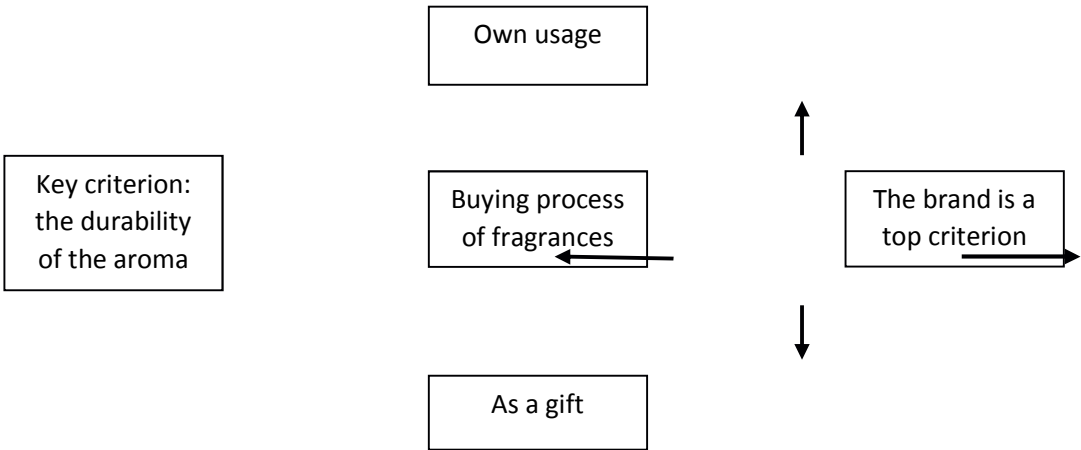 Own usage
Key criterion:
the durability
of the aroma
Buying process
of fragrances
The brand is a
top criterion
As a gift